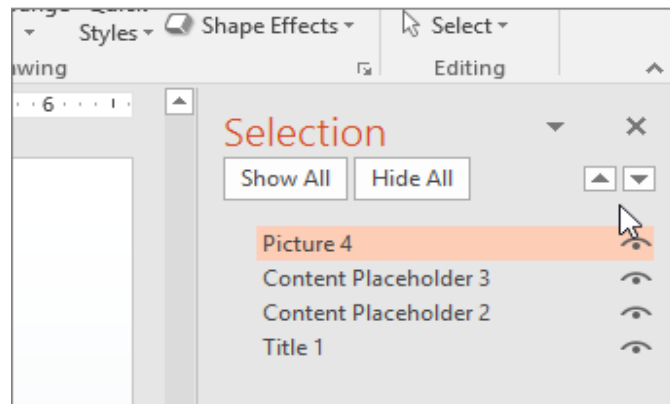 Styles
Shape Effects
Select
Editing
6
Selection
Show All
Hide All
Picture 4
Content Placeholder 3
Content Placeholder 2
Title 1